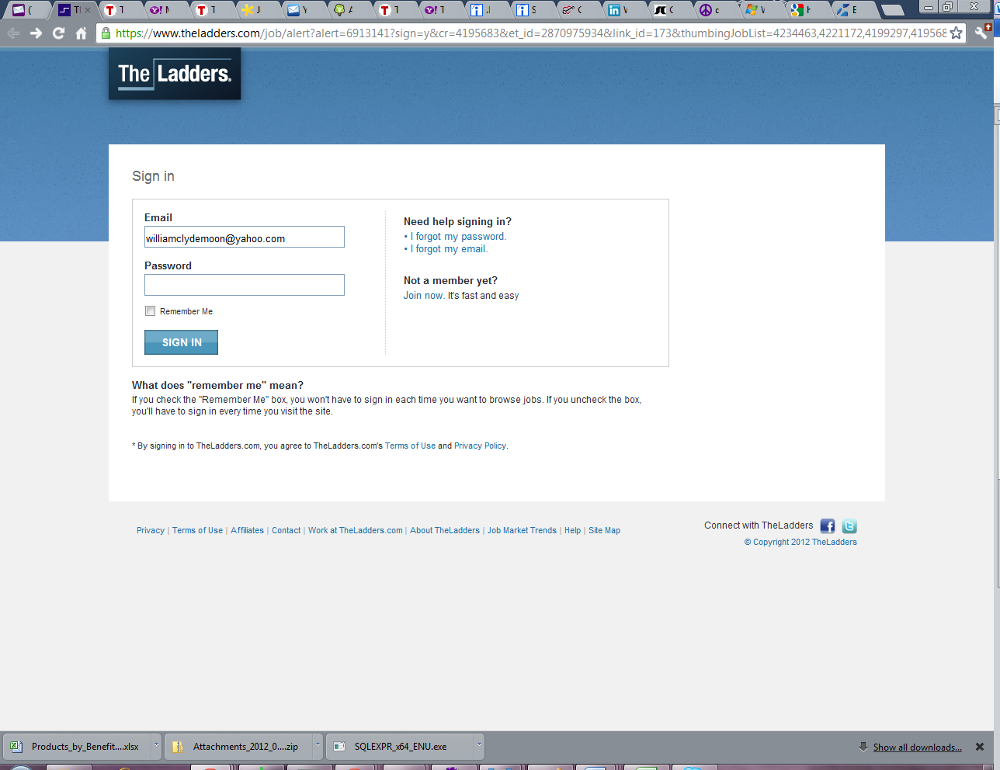 https://www.theladders.com/job/alert?alert=6913141?sign=y&cr=4195683&et_id=2870975934&link_id=173&thumbingJobList=4234463,4221172,4199297,419568
The Ladders.
Sign in
Email
williamclydemoon@yahoo.com
Password
Remember Me
SIGN IN
Need help signing in?
• I forgot my password.
• I forgot my email.
Not a member yet?
Join now. It's fast and easy
What does "remember me" mean?
If you check the "Remember Me" box, you won't have to sign in each time you want to browse jobs. If you uncheck the box,
you'll have to sign in every time you visit the site.
* By signing in to TheLadders.com, you agree to TheLadders.com's Terms of Use and Privacy Policy.
Privacy | Terms of Use | Affiliates | Contact | Work at TheLadders.com | About TheLadders | Job Market Trends | Help | Site Map
Connect with TheLadders
© Copyright 2012 TheLadders
Products_by_Benefit....xlsx
Attachments_2012_0....zip
SQLEXPR_x64_ENU.exe
Show all downloads...